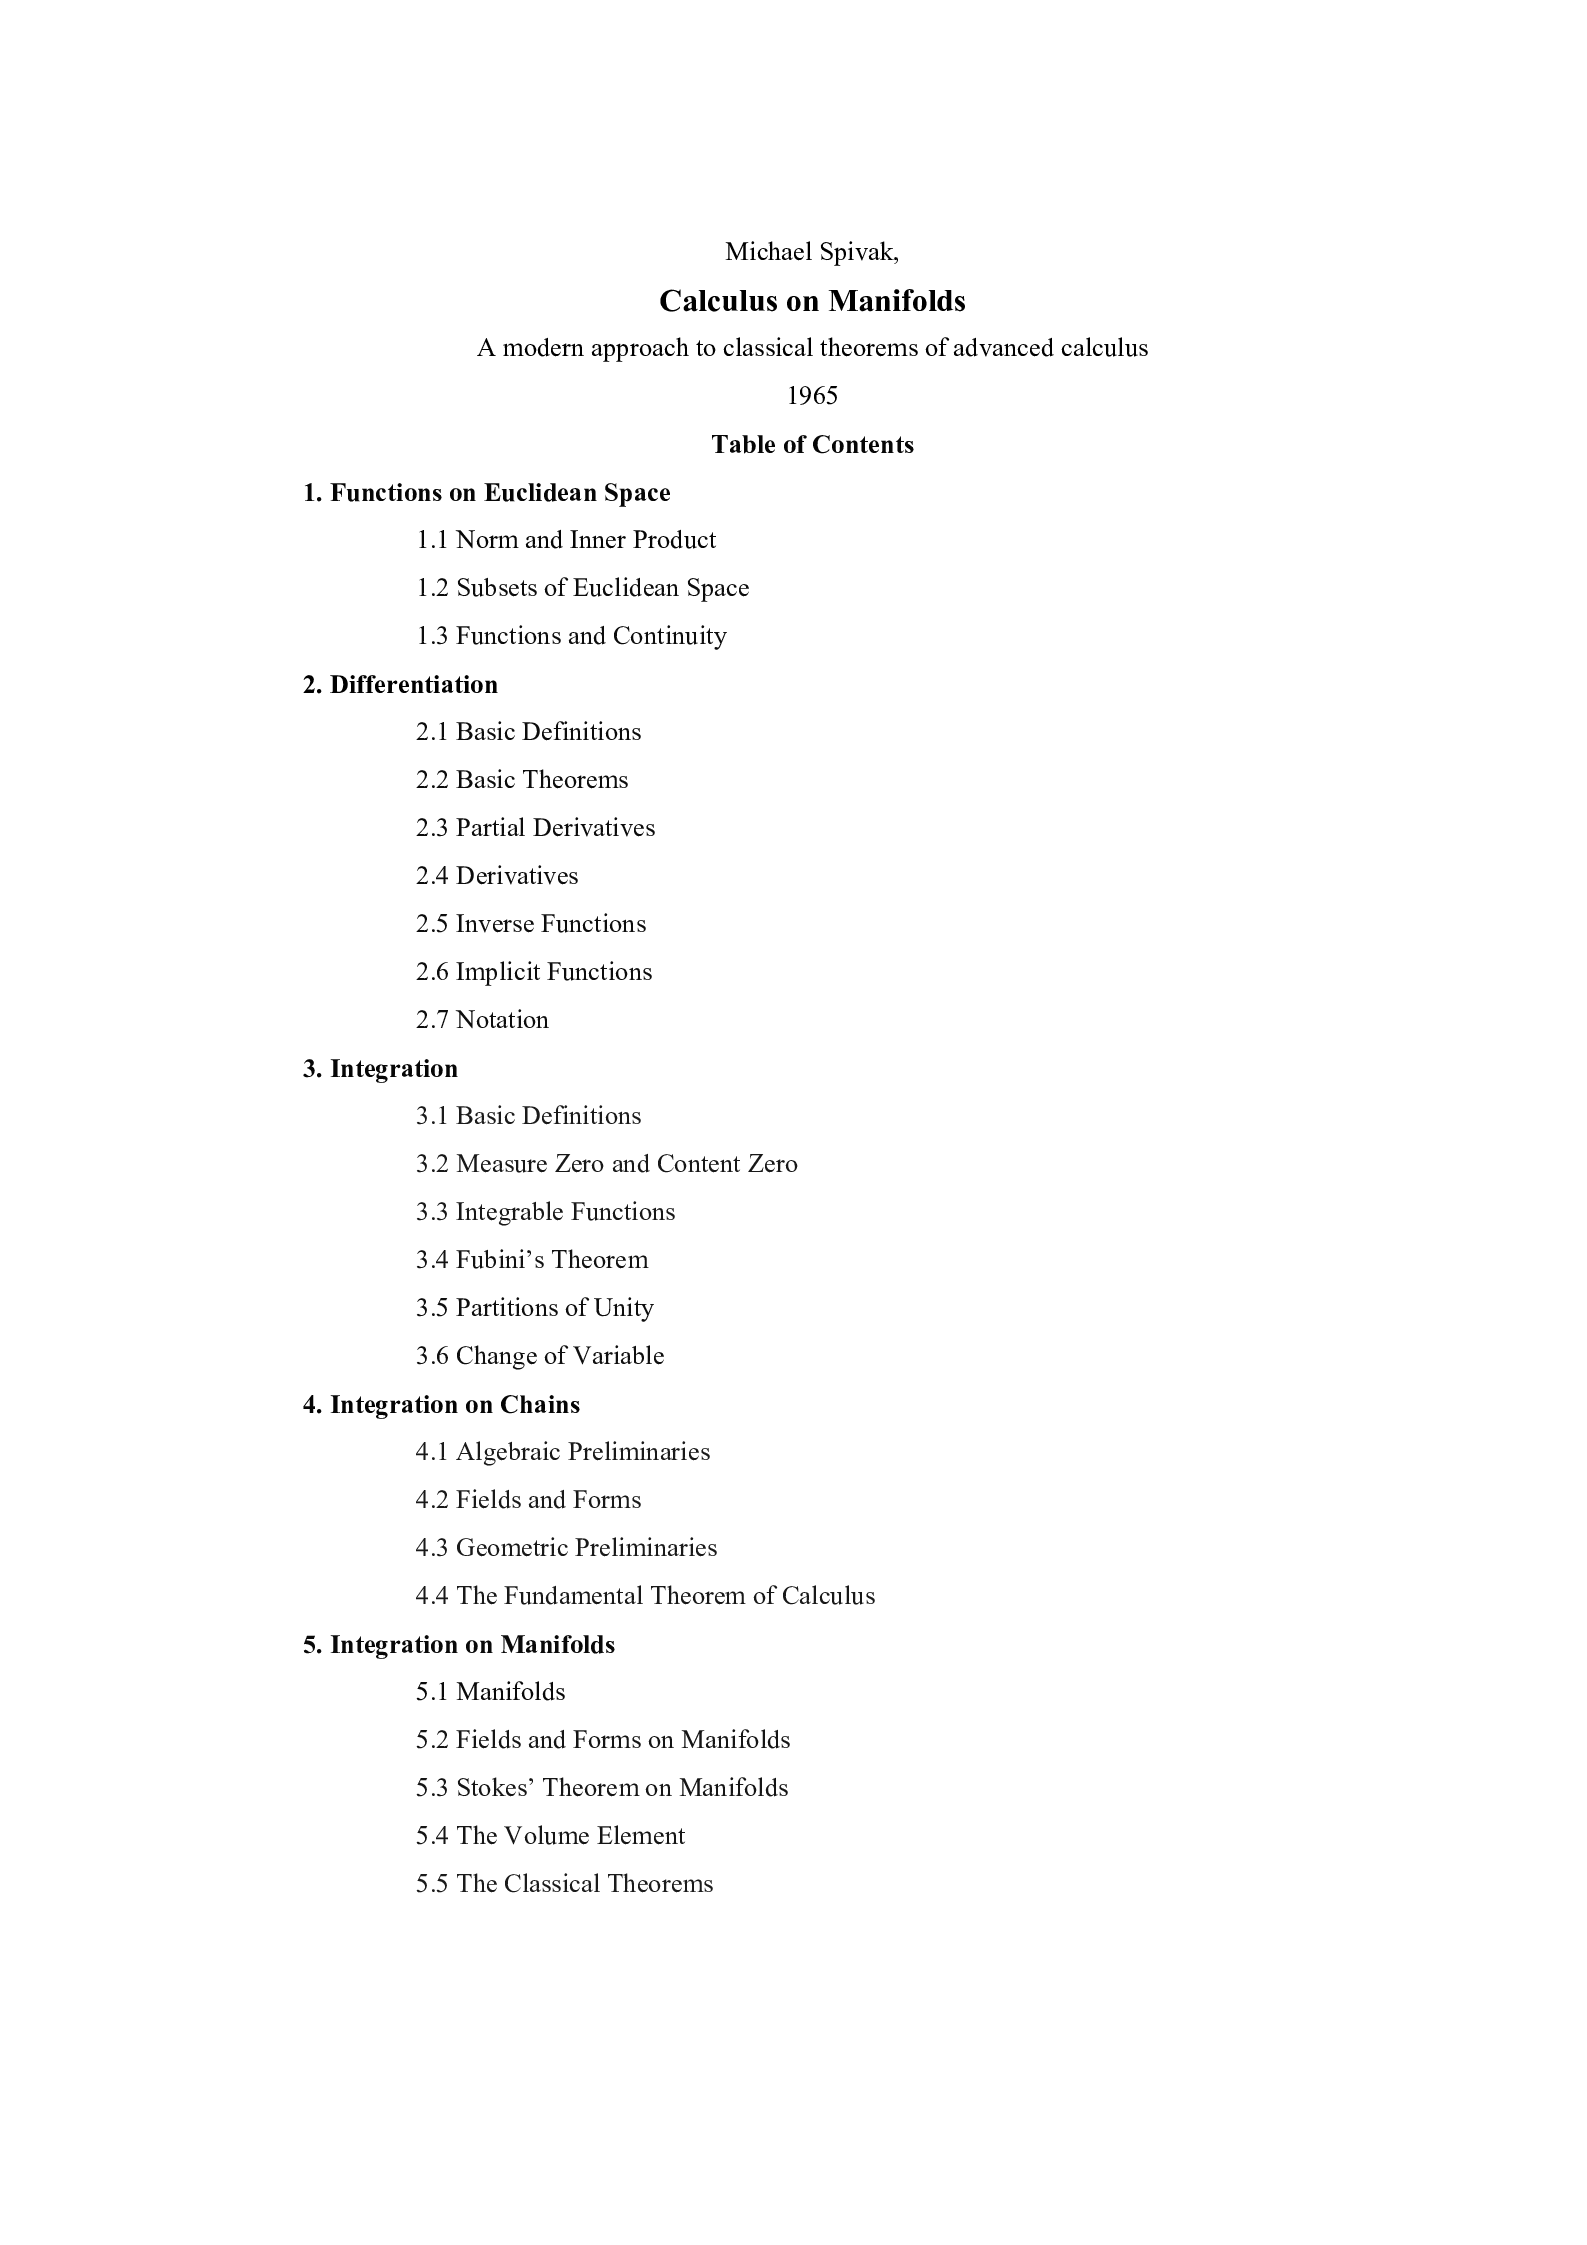 Michael Spivak,
Calculus on Manifolds
A modern approach to classical theorems of advanced calculus
1965
Table of Contents
1. Functions on Euclidean Space
1.1 Norm and Inner Product
1.2 Subsets of Euclidean Space
1.3 Functions and Continuity
2. Differentiation
2.1 Basic Definitions
2.2 Basic Theorems
2.3 Partial Derivatives
2.4 Derivatives
2.5 Inverse Functions
2.6 Implicit Functions
2.7 Notation
3. Integration
3.1 Basic Definitions
3.2 Measure Zero and Content Zero
3.3 Integrable Functions
3.4 Fubini’s Theorem
3.5 Partitions of Unity
3.6 Change of Variable
4. Integration on Chains
4.1 Algebraic Preliminaries
4.2 Fields and Forms
4.3 Geometric Preliminaries
4.4 The Fundamental Theorem of Calculus
5. Integration on Manifolds
5.1 Manifolds
5.2 Fields and Forms on Manifolds
5.3 Stokes’ Theorem on Manifolds
5.4 The Volume Element
5.5 The Classical Theorems